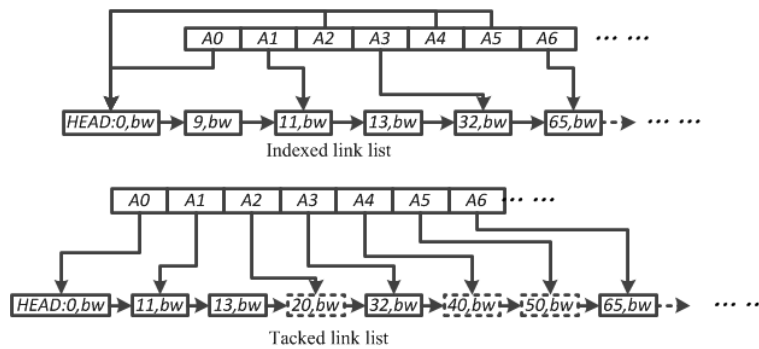 A0 A1 A2 A3 A4 A5 A6 ... ...
HEAD:0,bw 9,bw 11,bw 13,bw 32,bw 65,bw ... ...
Indexed link list
A0 A1 A2 A3 A4 A5 A6 ... ...
HEAD:0,bw 11,bw 13,bw 20,bw 32,bw 40,bw 50,bw 65,bw ... ...
Tacked link list